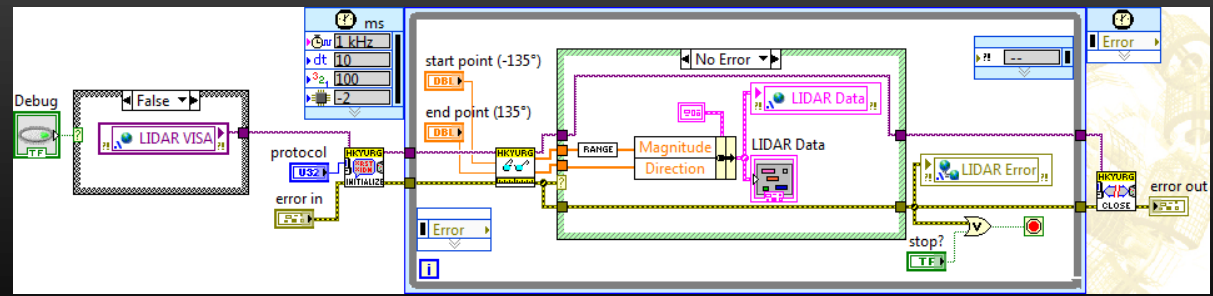 Debug
TF
False
?
LIDAR VISA
protocol
U32
error in
ms
1 kHz
dt 10
100
-2
HKYURG
INITIALIZE
start point (-135°)
DBL
end point (135°)
DBL
HKYURG
Error
i
No Error
?
RANGE
Magnitude
Direction
LIDAR Data
LIDAR Data
?! --
LIDAR Error
stop?
TF
V
Error
HKYURG
CLOSE
error out